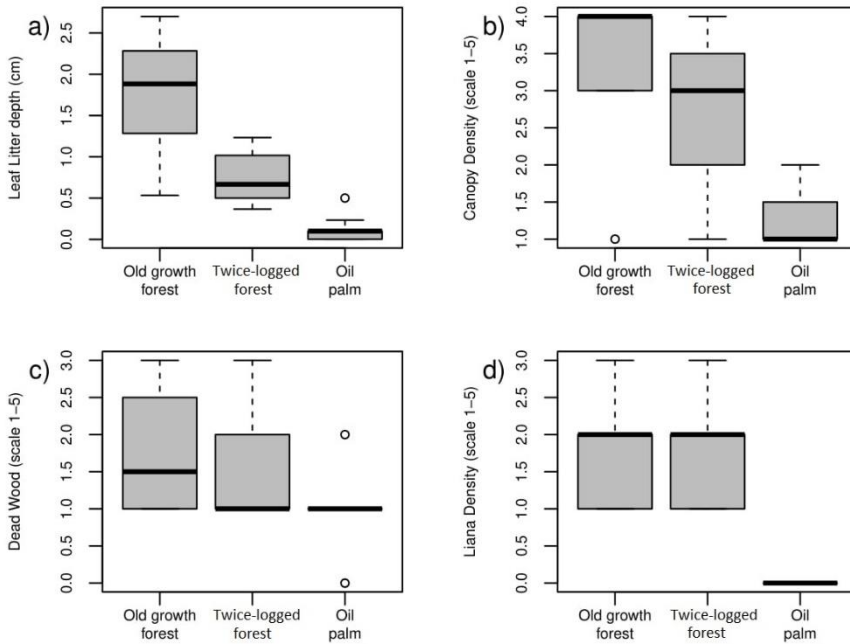 a)
Leaf Litter depth (cm)
2.5
2.0
1.5
1.0
0.5
0.0
Old growth
forest
Twice-logged
forest
Oil
palm
b)
Canopy Density (scale 1−5)
4.0
3.5
3.0
2.5
2.0
1.5
1.0
Old growth
forest
Twice-logged
forest
Oil
palm
c)
Dead Wood (scale 1−5)
3.0
2.5
2.0
1.5
1.0
0.5
0.0
Old growth
forest
Twice-logged
forest
Oil
palm
d)
Liana Density (scale 1−5)
3.0
2.5
2.0
1.5
1.0
0.5
0.0
Old growth
forest
Twice-logged
forest
Oil
palm